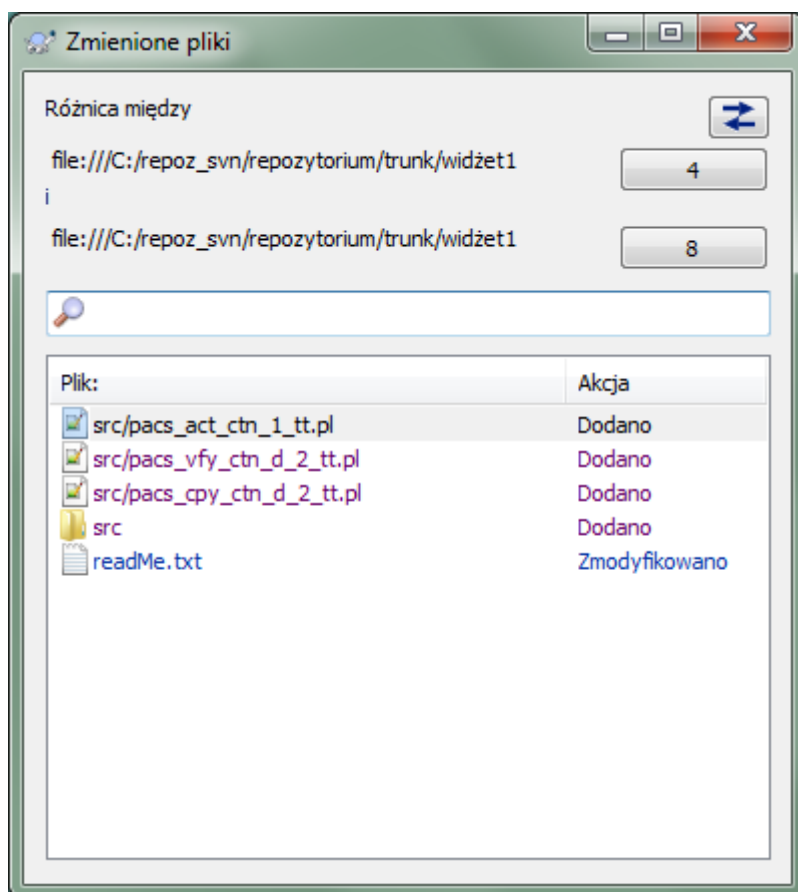 Zmienione pliki
Różnica między
file:///C:/repoz_svn/repozytorium/trunk/widżet1
4
i
file:///C:/repoz_svn/repozytorium/trunk/widżet1
8
Plik: Akcja
src/pacs_act_ctn_1_tt.pl Dodano
src/pacs_vfy_ctn_d_2_tt.pl Dodano
src/pacs_cpy_ctn_d_2_tt.pl Dodano
src Dodano
readMe.txt Zmodyfikowano